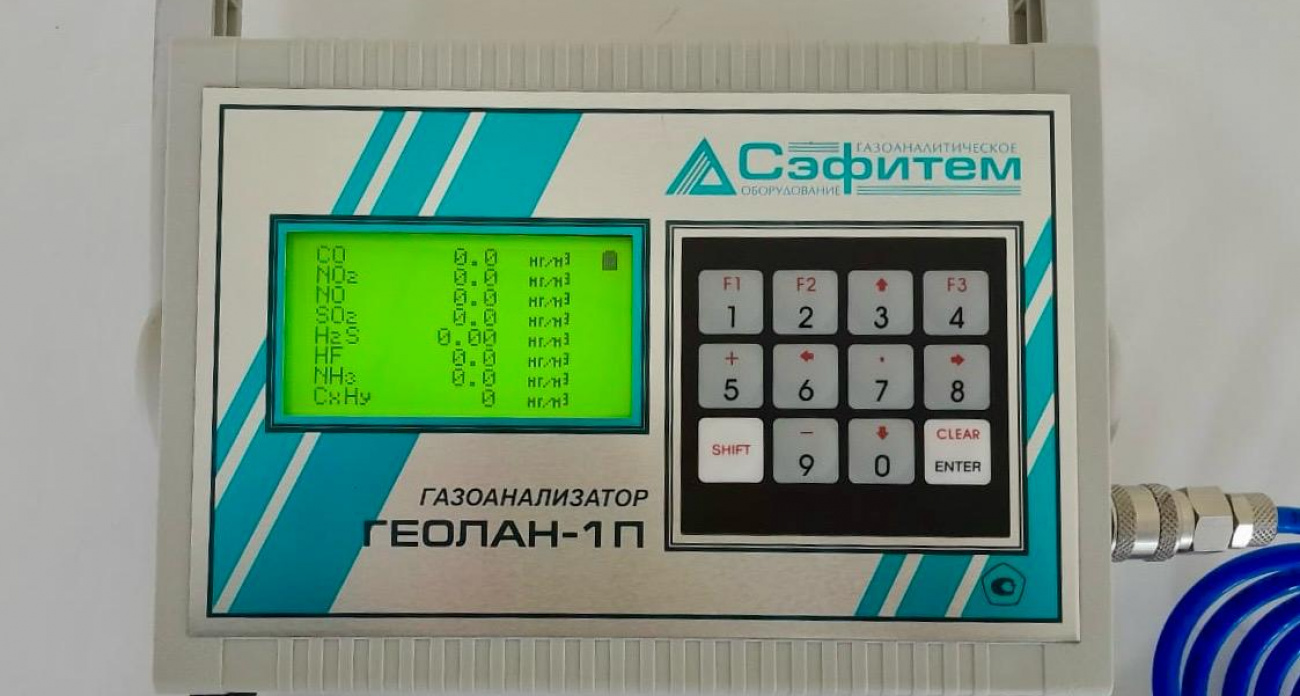 Сэфитем
ГАЗОАНАЛИТИЧЕСКОЕ
ОБОРУДОВАНИЕ
CO 0.0 мг/м³
NO₂ 0.0 мг/м³
NO 0.0 мг/м³
SO₂ 0.0 мг/м³
H₂S 0.00 мг/м³
HF 0.0 мг/м³
NH₃ 0.0 мг/м³
CxHy 0 мг/м³
F1 F2 F3
1 2 3 4
+ ← · →
5 6 7 8
SHIFT − CLEAR
9 0 ENTER
ГАЗОАНАЛИЗАТОР
ГЕОЛАН-1П